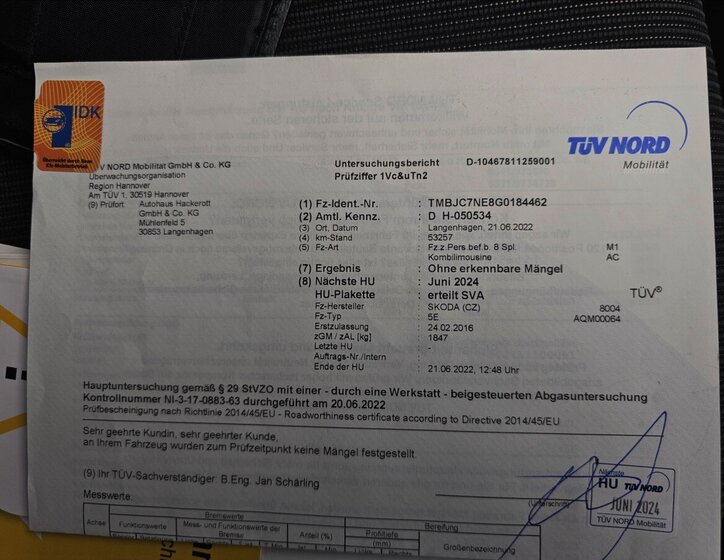 IDK
TÜV NORD
Mobilität
TÜV NORD Mobilität GmbH & Co. KG
Überwachungsorganisation
Region Hannover
Am TÜV 1, 30519 Hannover
(9) Prüfort Autohaus Hackerott
GmbH & Co. KG
Mühlenfeld 5
30853 Langenhagen
Untersuchungsbericht D-10467811259001
Prüfziffer 1Vc&uTn2
(1) Fz-Ident.-Nr. : TMBJC7NE8G0184462
(2) Amtl. Kennz. : D H-050534
(3) Ort, Datum : Langenhagen, 21.06.2022
(4) km-Stand : 53257
(5) Fz-Art : Fz.z.Pers.bef.b. 8 Spl. M1
Kombilimousine AC
(7) Ergebnis : Ohne erkennbare Mängel
(8) Nächste HU : Juni 2024
HU-Plakette : erteilt SVA TÜV®
Fz-Hersteller : SKODA (CZ) 8004
Fz-Typ : 5E AQM00064
Erstzulassung : 24.02.2016
zGM / zAL [kg] : 1847
Letzte HU : -
Auftrags-Nr./Intern :
Ende der HU : 21.06.2022, 12:48 Uhr
Hauptuntersuchung gemäß § 29 StVZO mit einer - durch eine Werkstatt - beigesteuerten Abgasuntersuchung
Kontrollnummer NI-3-17-0883-63 durchgeführt am 20.06.2022
Prüfbescheinigung nach Richtlinie 2014/45/EU - Roadworthiness certificate according to Directive 2014/45/EU
Sehr geehrte Kundin, sehr geehrter Kunde,
an Ihrem Fahrzeug wurden zum Prüfzeitpunkt keine Mängel festgestellt.
(9) Ihr TÜV-Sachverständiger B.Eng. Jan Schärling
(Unterschrift)
Nächste
HU TÜV NORD
JUNI 2024
TÜV NORD Mobilität
Messwerte:
Achse Bremswerte Bereifung
Funktionswerte Mess- und Funktionswerte der Bremse Anteil (%) Profiltiefe (mm) Größenbezeichnung